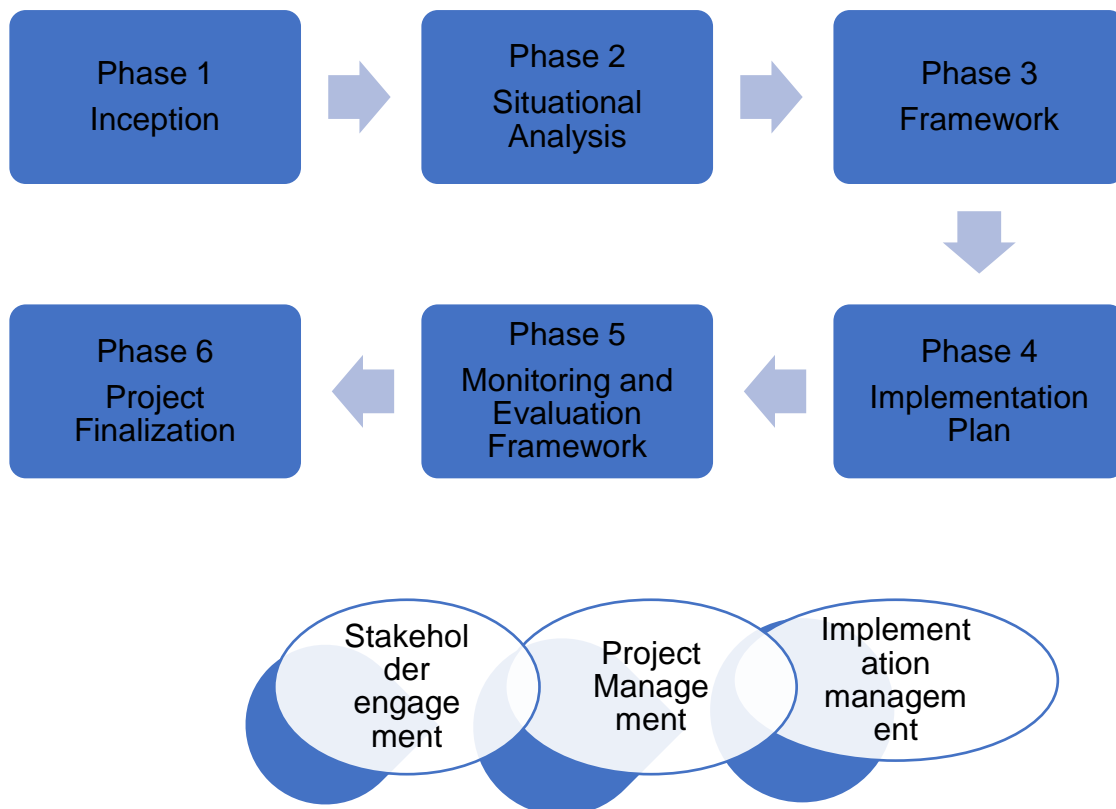 Phase 1
Inception
Phase 2
Situational
Analysis
Phase 3
Framework
Phase 6
Project
Finalization
Phase 5
Monitoring and
Evaluation
Framework
Phase 4
Implementation
Plan
Stakehol
der
engage
ment
Project
Manage
ment
Implement
ation
managem
ent